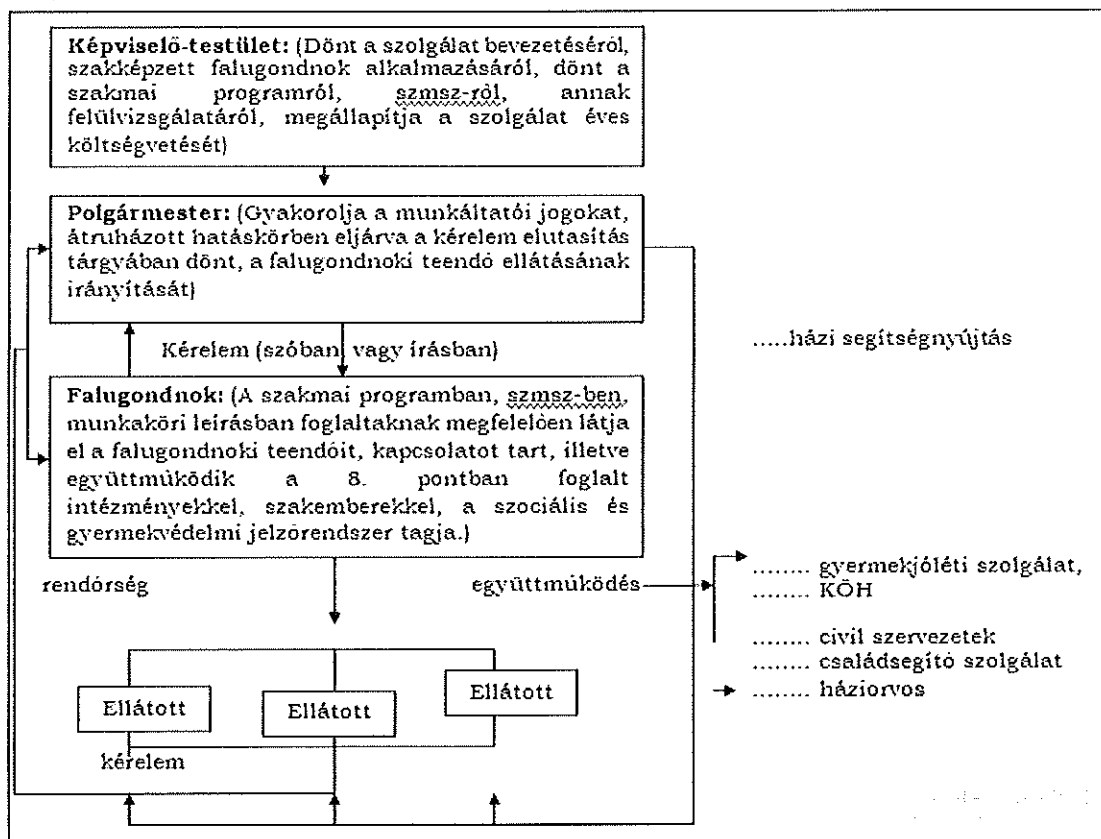 Képviselő-testület: (Dönt a szolgálat bevezetéséről,
szakképzett falugondnok alkalmazásáról, dönt a
szakmai programról, szmsz-ről, annak
felülvizsgálatáról, megállapítja a szolgálat éves
költségvetését)
Polgármester: (Gyakorolja a munkáltatói jogokat,
átruházott hatáskörben eljárva a kérelem elutasítás
tárgyában dönt, a falugondnoki teendő ellátásának
irányítását)
Kérelem (szóban vagy írásban)
.....házi segítségnyújtás
Falugondnok: (A szakmai programban, szmsz-ben,
munkaköri leírásban foglaltaknak megfelelően látja
el a falugondnoki teendőit, kapcsolatot tart, illetve
együttműködik a 8. pontban foglalt
intézményekkel, szakemberekkel, a szociális és
gyermekvédelmi jelzőrendszer tagja.)
rendőrség
együttműködés
........ gyermekjóléti szolgálat,
........ KÖH
........ civil szervezetek
........ családsegítő szolgálat
........ háziorvos
Ellátott
Ellátott
Ellátott
kérelem